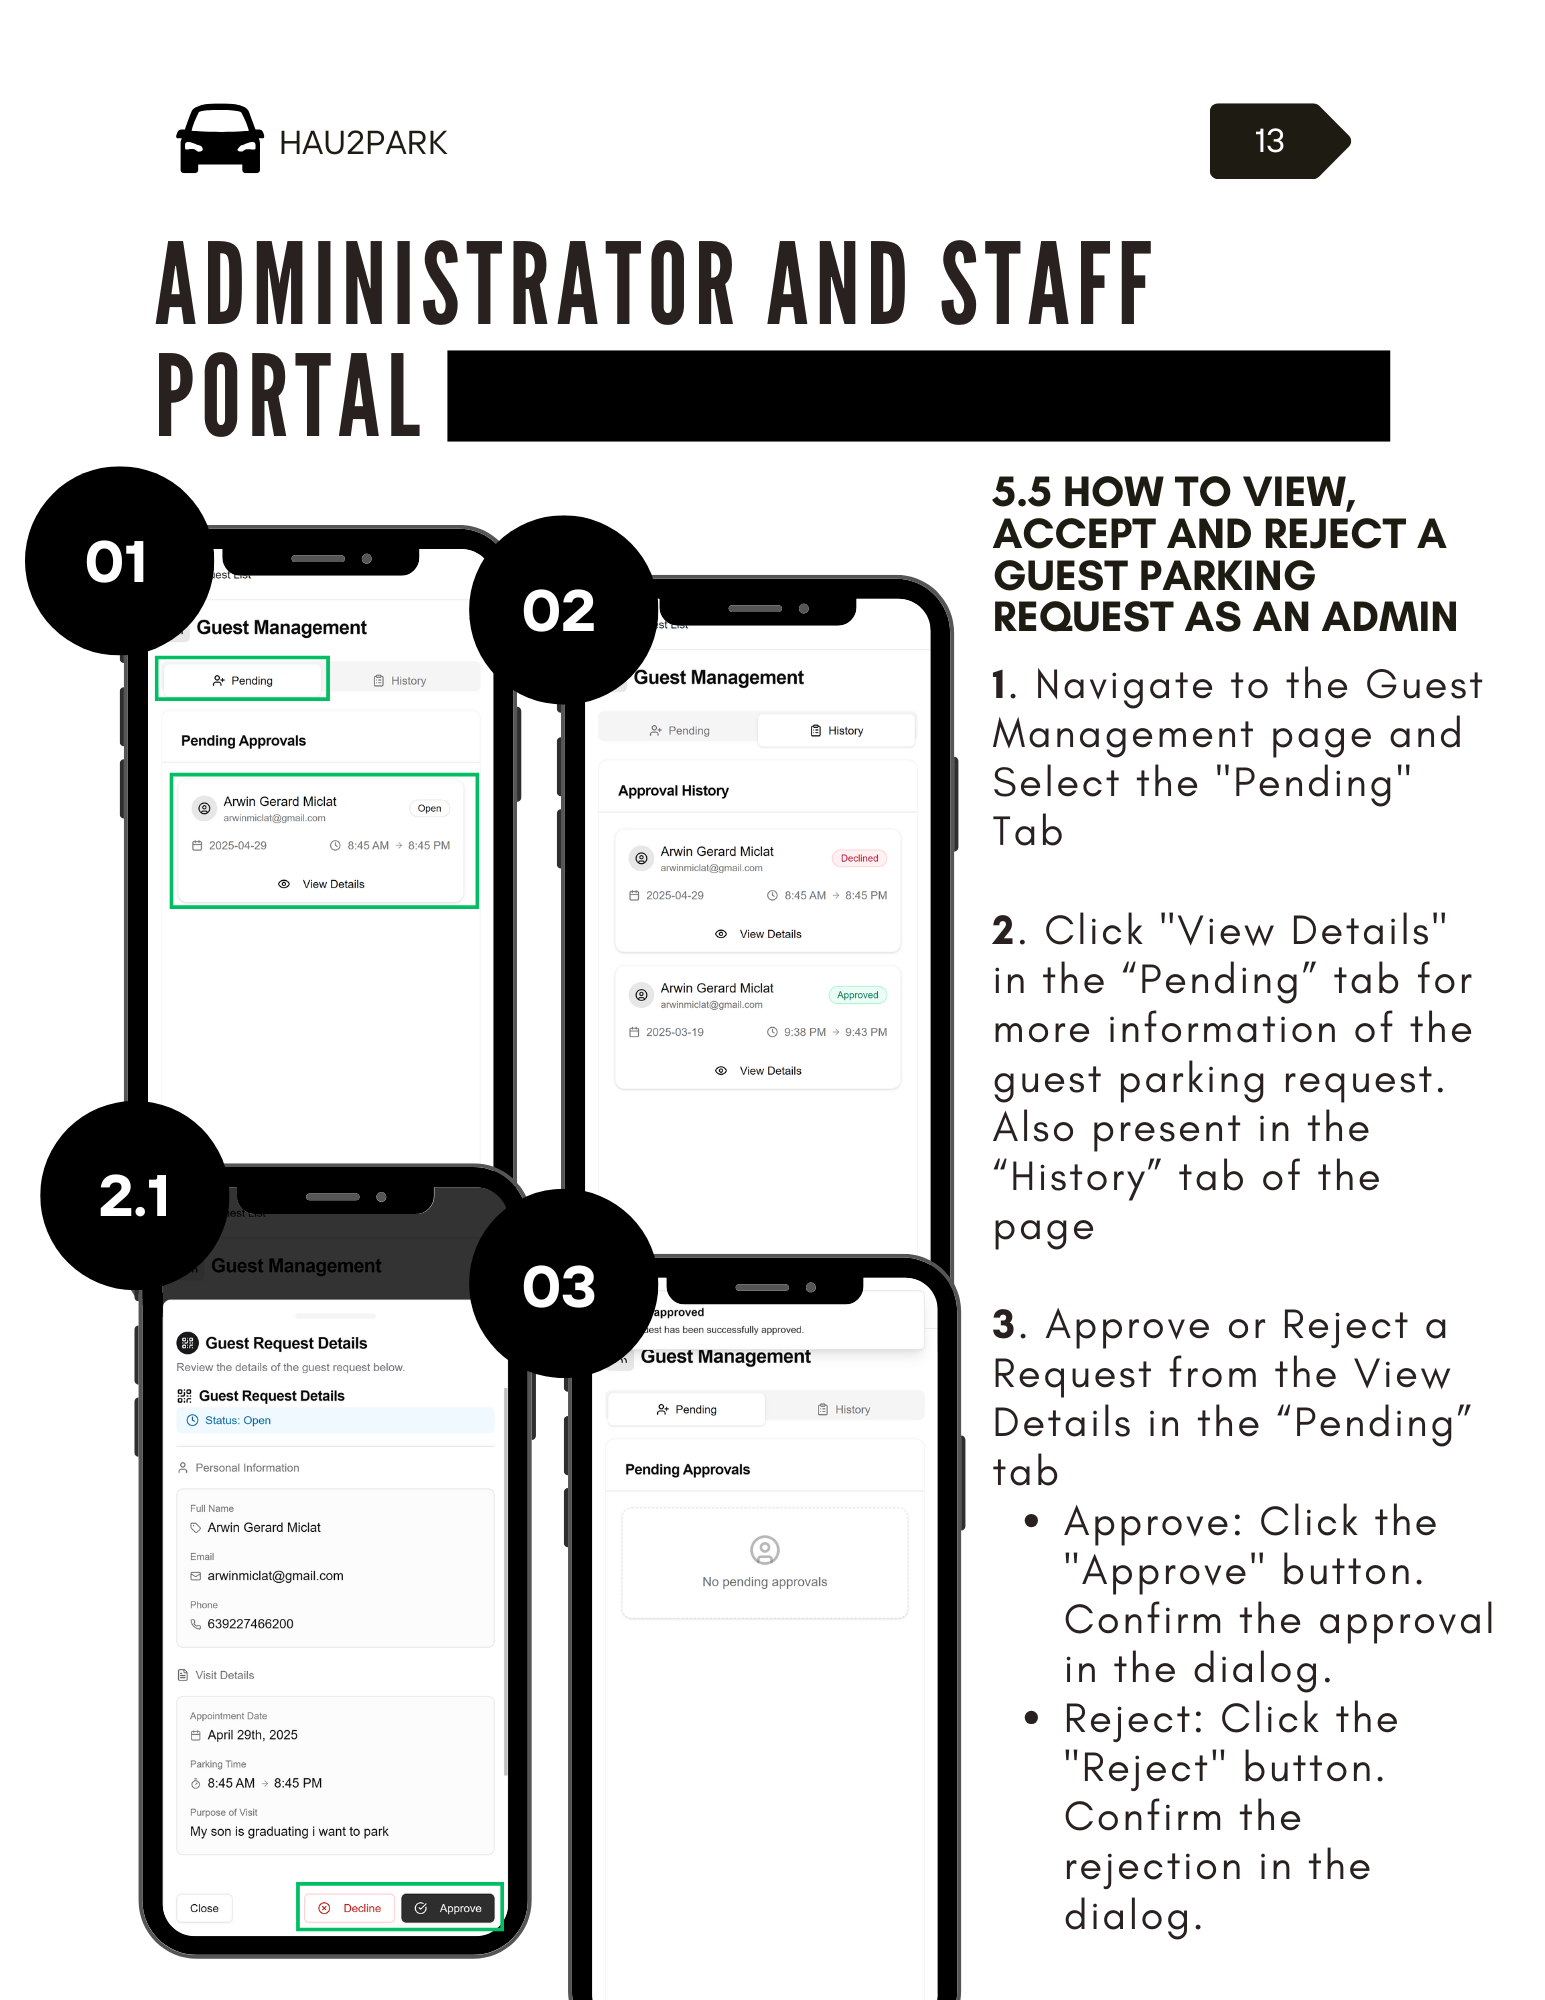 HAU2PARK
13
ADMINISTRATOR AND STAFF
PORTAL
01
Guest Management
Pending
History
Pending Approvals
Arwin Gerard Miclat
arwinmiclat@gmail.com
Open
2025-04-29
8:45 AM → 8:45 PM
View Details
02
Guest Management
Pending
History
Approval History
Arwin Gerard Miclat
arwinmiclat@gmail.com
Declined
2025-04-29
8:45 AM → 8:45 PM
View Details
Arwin Gerard Miclat
arwinmiclat@gmail.com
Approved
2025-03-19
9:38 PM → 9:43 PM
View Details
2.1
Guest Management
Guest Request Details
Review the details of the guest request below.
Guest Request Details
Status: Open
Personal Information
Full Name
Arwin Gerard Miclat
Email
arwinmiclat@gmail.com
Phone
639227466200
Visit Details
Appointment Date
April 29th, 2025
Parking Time
8:45 AM → 8:45 PM
Purpose of Visit
My son is graduating i want to park
Close
Decline
Approve
03
approved
has been successfully approved.
Guest Management
Pending
History
Pending Approvals
No pending approvals
5.5 HOW TO VIEW,
ACCEPT AND REJECT A
GUEST PARKING
REQUEST AS AN ADMIN
1. Navigate to the Guest
Management page and
Select the "Pending"
Tab
2. Click "View Details"
in the “Pending” tab for
more information of the
guest parking request.
Also present in the
“History” tab of the
page
3. Approve or Reject a
Request from the View
Details in the “Pending”
tab
• Approve: Click the
"Approve" button.
Confirm the approval
in the dialog.
• Reject: Click the
"Reject" button.
Confirm the
rejection in the
dialog.